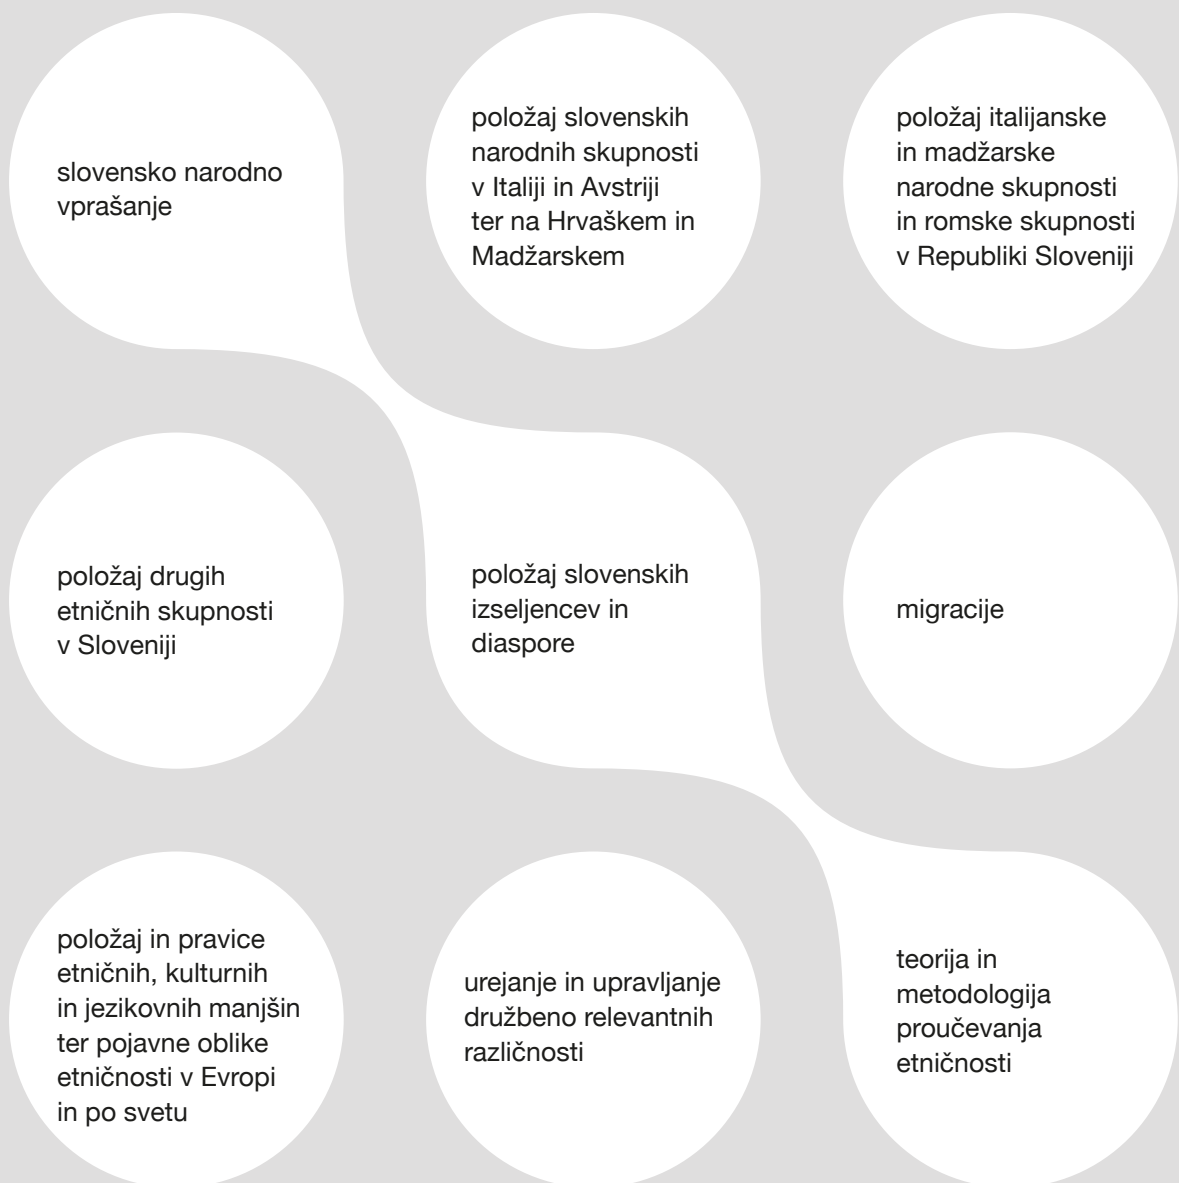 slovensko narodno
vprašanje
položaj slovenskih
narodnih skupnosti
v Italiji in Avstriji
ter na Hrvaškem in
Madžarskem
položaj italijanske
in madžarske
narodne skupnosti
in romske skupnosti
v Republiki Sloveniji
položaj drugih
etničnih skupnosti
v Sloveniji
položaj slovenskih
izseljencev in
diaspore
migracije
položaj in pravice
etničnih, kulturnih
in jezikovnih manjšin
ter pojavne oblike
etničnosti v Evropi
in po svetu
urejanje in upravljanje
družbeno relevantnih
različnosti
teorija in
metodologija
proučevanja
etničnosti